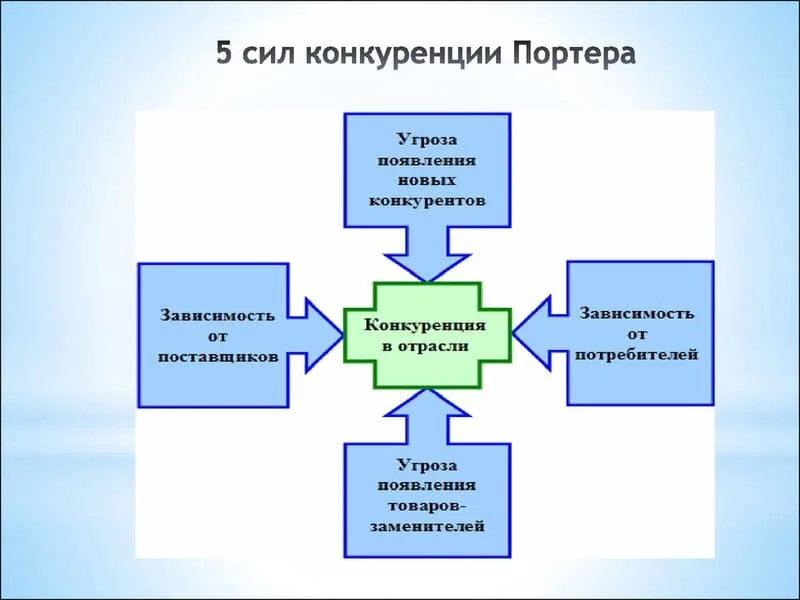 5 сил конкуренции Портера
Угроза
появления
новых
конкурентов
Зависимость
от
поставщиков
Конкуренция
в отрасли
Зависимость
от
потребителей
Угроза
появления
товаров-
заменителей